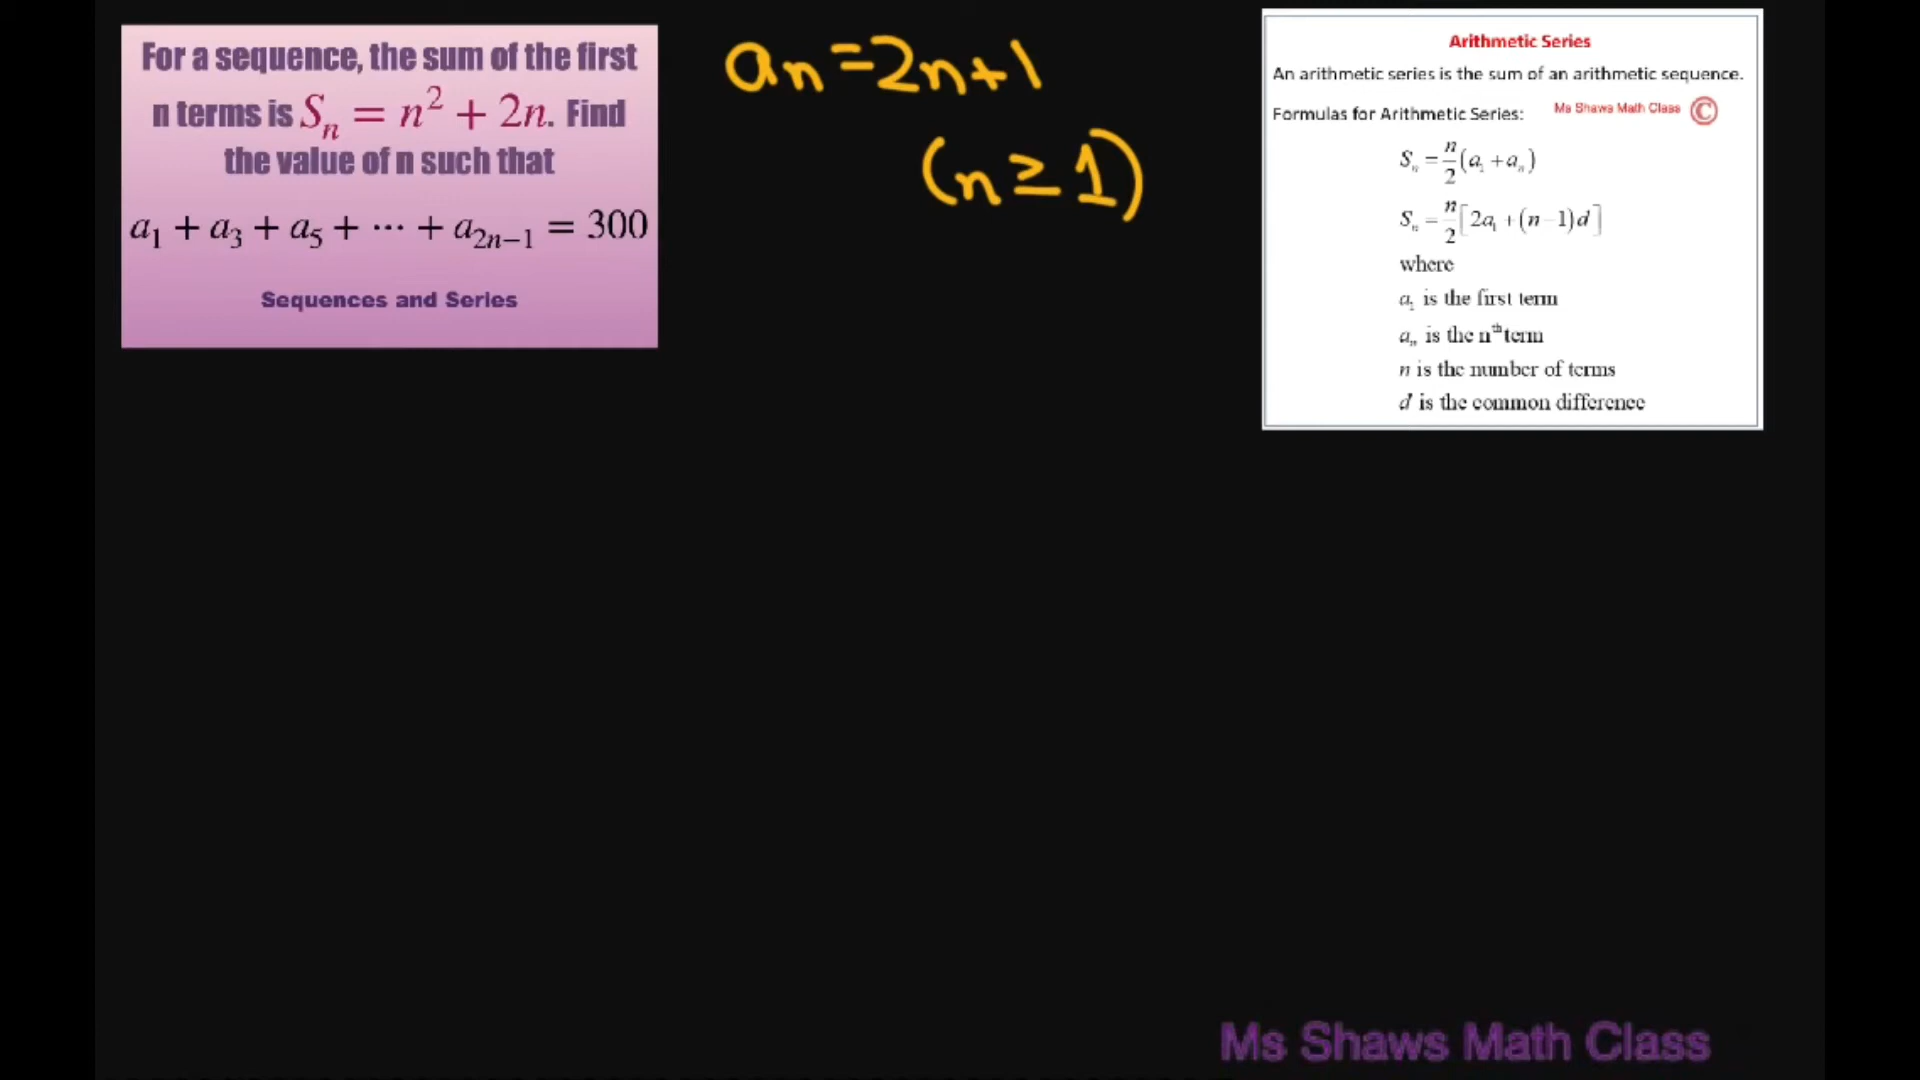 For a sequence, the sum of the first
n terms is Sₙ = n² + 2n. Find
the value of n such that
a₁ + a₃ + a₅ + ⋯ + a₂ₙ₋₁ = 300
Sequences and Series
an=2n+1
(n≥1)
Arithmetic Series
An arithmetic series is the sum of an arithmetic sequence.
Formulas for Arithmetic Series: Ms Shaws Math Class ©
Sₙ = n/2 (a₁ + aₙ)
Sₙ = n/2 [2a₁ + (n−1)d]
where
a₁ is the first term
aₙ is the nᵗʰ term
n is the number of terms
d is the common difference
Ms Shaws Math Class